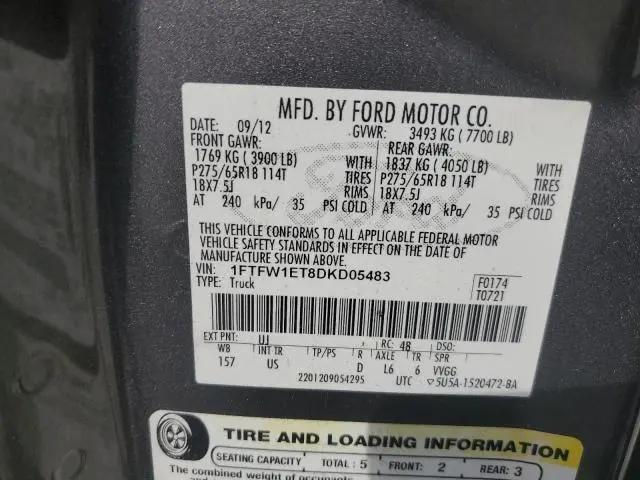 MFD. BY FORD MOTOR CO.
DATE: 09/12 GVWR: 3493 KG ( 7700 LB)
FRONT GAWR: REAR GAWR:
1769 KG ( 3900 LB) WITH 1837 KG ( 4050 LB) WITH
P275/65R18 114T TIRES P275/65R18 114T TIRES
18X7.5J RIMS 18X7.5J RIMS
AT 240 kPa/ 35 PSI COLD AT 240 kPa/ 35 PSI COLD
THIS VEHICLE CONFORMS TO ALL APPLICABLE FEDERAL MOTOR
VEHICLE SAFETY STANDARDS IN EFFECT ON THE DATE OF
MANUFACTURE SHOWN ABOVE.
VIN: 1FTFW1ET8DKD05483 F0174
TYPE: Truck T0721
EXT PNT: UJ RC: 48 DSO:
WB INT TR TP/PS R AXLE TR SPR
157 US D L6 6 VVGG
2201209054295 UTC ▽5U5A-1520472-BA
TIRE AND LOADING INFORMATION
SEATING CAPACITY TOTAL : 5 FRONT: 2 REAR: 3
The combined weight of occupants